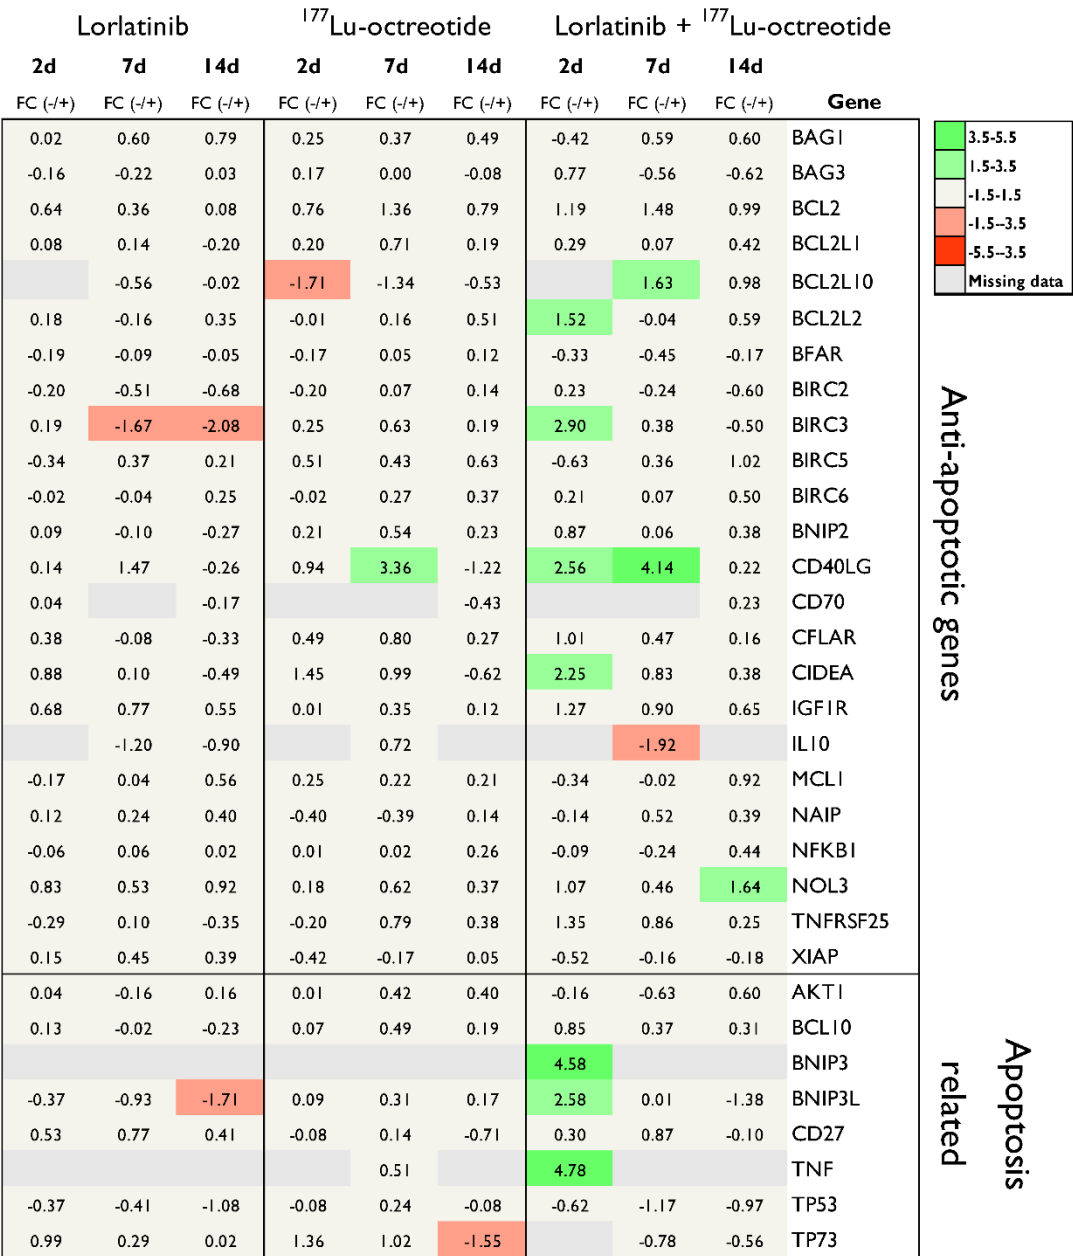 Lorlatinib 177Lu-octreotide Lorlatinib + 177Lu-octreotide
2d 7d 14d 2d 7d 14d 2d 7d 14d
FC (-/+) FC (-/+) FC (-/+) FC (-/+) FC (-/+) FC (-/+) FC (-/+) FC (-/+) FC (-/+) Gene
0.02 0.60 0.79 0.25 0.37 0.49 -0.42 0.59 0.60 BAG1
-0.16 -0.22 0.03 0.17 0.00 -0.08 0.77 -0.56 -0.62 BAG3
0.64 0.36 0.08 0.76 1.36 0.79 1.19 1.48 0.99 BCL2
0.08 0.14 -0.20 0.20 0.71 0.19 0.29 0.07 0.42 BCL2L1
-0.56 -0.02 -1.71 -1.34 -0.53 1.63 0.98 BCL2L10
0.18 -0.16 0.35 -0.01 0.16 0.51 1.52 -0.04 0.59 BCL2L2
-0.19 -0.09 -0.05 -0.17 0.05 0.12 -0.33 -0.45 -0.17 BFAR
-0.20 -0.51 -0.68 -0.20 0.07 0.14 0.23 -0.24 -0.60 BIRC2
0.19 -1.67 -2.08 0.25 0.63 0.19 2.90 0.38 -0.50 BIRC3
-0.34 0.37 0.21 0.51 0.43 0.63 -0.63 0.36 1.02 BIRC5
-0.02 -0.04 0.25 -0.02 0.27 0.37 0.21 0.07 0.50 BIRC6
0.09 -0.10 -0.27 0.21 0.54 0.23 0.87 0.06 0.38 BNIP2
0.14 1.47 -0.26 0.94 3.36 -1.22 2.56 4.14 0.22 CD40LG
0.04 -0.17 -0.43 0.23 CD70
0.38 -0.08 -0.33 0.49 0.80 0.27 1.01 0.47 0.16 CFLAR
0.88 0.10 -0.49 1.45 0.99 -0.62 2.25 0.83 0.38 CIDEA
0.68 0.77 0.55 0.01 0.35 0.12 1.27 0.90 0.65 IGF1R
-1.20 -0.90 0.72 -1.92 IL10
-0.17 0.04 0.56 0.25 0.22 0.21 -0.34 -0.02 0.92 MCL1
0.12 0.24 0.40 -0.40 -0.39 0.14 -0.14 0.52 0.39 NAIP
-0.06 0.06 0.02 0.01 0.02 0.26 -0.09 -0.24 0.44 NFKB1
0.83 0.53 0.92 0.18 0.62 0.37 1.07 0.46 1.64 NOL3
-0.29 0.10 -0.35 -0.20 0.79 0.38 1.35 0.86 0.25 TNFRSF25
0.15 0.45 0.39 -0.42 -0.17 0.05 -0.52 -0.16 -0.18 XIAP
0.04 -0.16 0.16 0.01 0.42 0.40 -0.16 -0.63 0.60 AKT1
0.13 -0.02 -0.23 0.07 0.49 0.19 0.85 0.37 0.31 BCL10
4.58 BNIP3
-0.37 -0.93 -1.71 0.09 0.31 0.17 2.58 0.01 -1.38 BNIP3L
0.53 0.77 0.41 -0.08 0.14 -0.71 0.30 0.87 -0.10 CD27
0.51 4.78 TNF
-0.37 -0.41 -1.08 -0.08 0.24 -0.08 -0.62 -1.17 -0.97 TP53
0.99 0.29 0.02 1.36 1.02 -1.55 -0.78 -0.56 TP73
3.5-5.5
1.5-3.5
-1.5-1.5
-1.5--3.5
-5.5--3.5
Missing data
Anti-apoptotic genes
Apoptosis
related